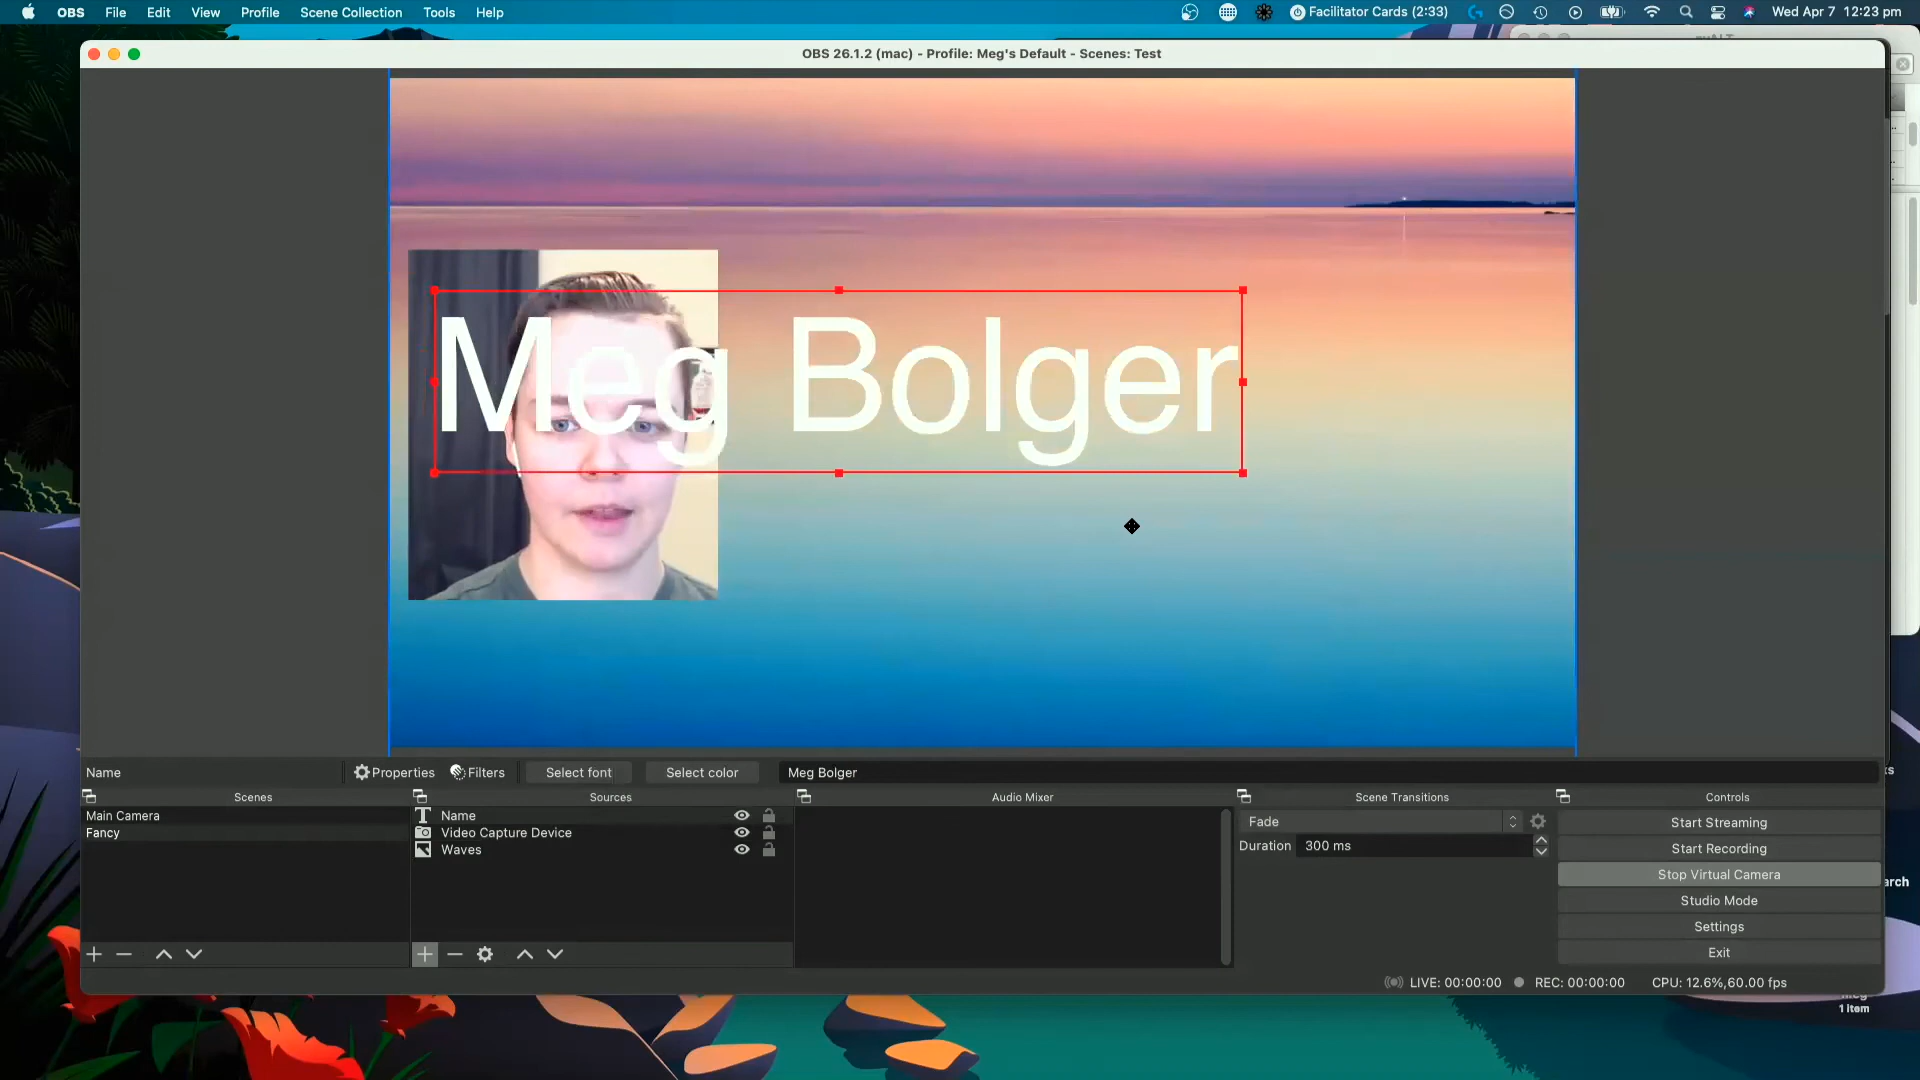 OBS File Edit View Profile Scene Collection Tools Help Facilitator Cards (2:33) Wed Apr 7 12:23 pm
OBS 26.1.2 (mac) - Profile: Meg's Default - Scenes: Test
Meg Bolger
Name Properties Filters Select font Select color Meg Bolger
Scenes Sources Audio Mixer Scene Transitions Controls
Main Camera
Fancy
Name
Video Capture Device
Waves
Fade
Duration 300 ms
Start Streaming
Start Recording
Stop Virtual Camera
Studio Mode
Settings
Exit
LIVE: 00:00:00 REC: 00:00:00 CPU: 12.6%,60.00 fps
1 item